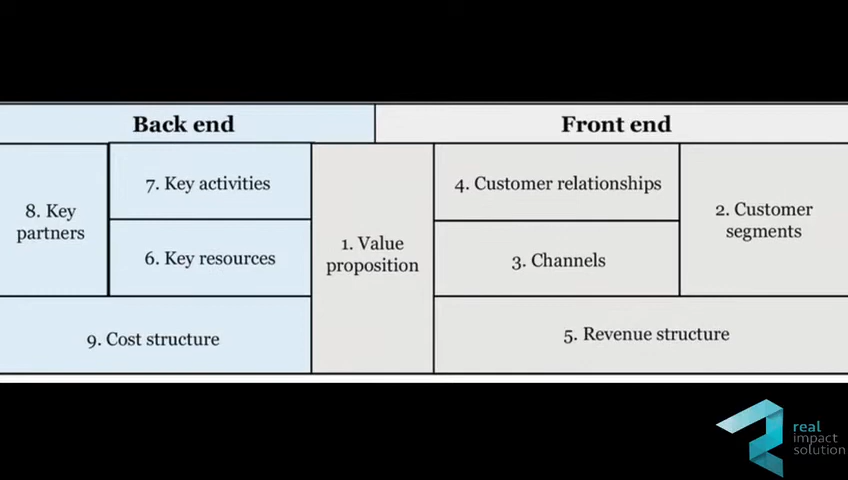 Back end
Front end
8. Key
partners
7. Key activities
6. Key resources
1. Value
proposition
4. Customer relationships
3. Channels
2. Customer
segments
9. Cost structure
5. Revenue structure
real
impact
solution